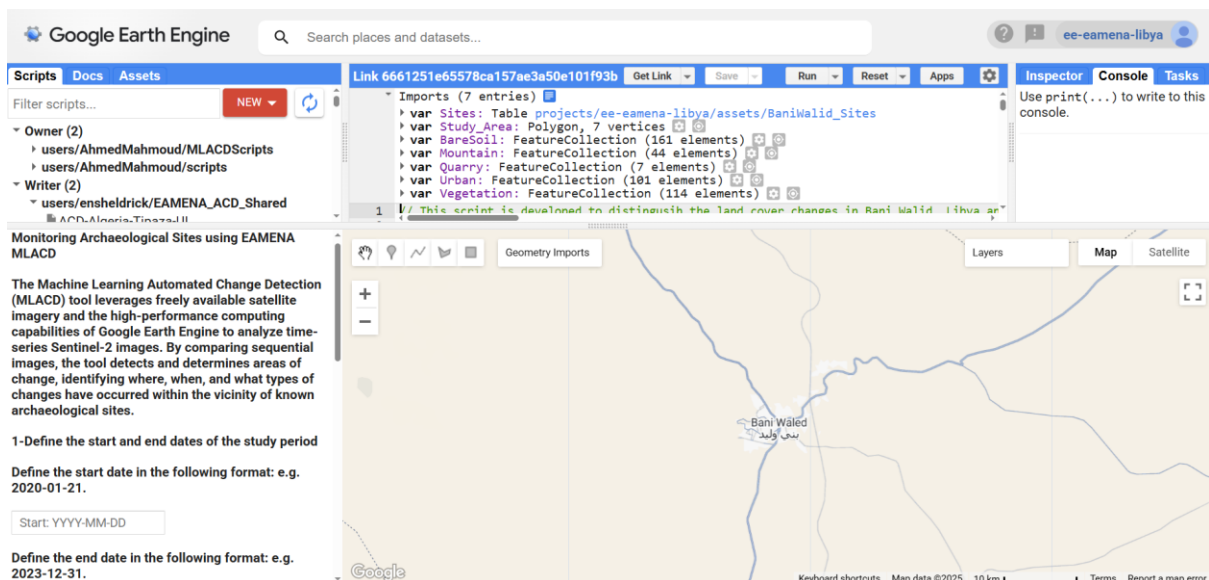 Google Earth Engine
Search places and datasets...
ee-eamena-libya
Scripts Docs Assets
Filter scripts...
NEW
Owner (2)
users/AhmedMahmoud/MLACDScripts
users/AhmedMahmoud/scripts
Writer (2)
users/ensheldrick/EAMENA_ACD_Shared
ACD-Algeria-Tipaza-UI
Link 6661251e65578ca157ae3a50e101f93b Get Link Save Run Reset Apps
Imports (7 entries)
var Sites: Table projects/ee-eamena-libya/assets/BaniWalid_Sites
var Study_Area: Polygon, 7 vertices
var BareSoil: FeatureCollection (161 elements)
var Mountain: FeatureCollection (44 elements)
var Quarry: FeatureCollection (7 elements)
var Urban: FeatureCollection (101 elements)
var Vegetation: FeatureCollection (114 elements)
1 // This script is developed to distingusih the land cover changes in Bani Walid, Libya
Inspector Console Tasks
Use print(...) to write to this
console.
Monitoring Archaeological Sites using EAMENA
MLACD
The Machine Learning Automated Change Detection
(MLACD) tool leverages freely available satellite
imagery and the high-performance computing
capabilities of Google Earth Engine to analyze time-
series Sentinel-2 images. By comparing sequential
images, the tool detects and determines areas of
change, identifying where, when, and what types of
changes have occurred within the vicinity of known
archaeological sites.
1-Define the start and end dates of the study period
Define the start date in the following format: e.g.
2020-01-21.
Start: YYYY-MM-DD
Define the end date in the following format: e.g.
2023-12-31.
Geometry Imports
Layers
Map Satellite
Bani Waled
بني وليد
Google
Keyboard shortcuts Map data ©2025 10 km Terms Report a map error